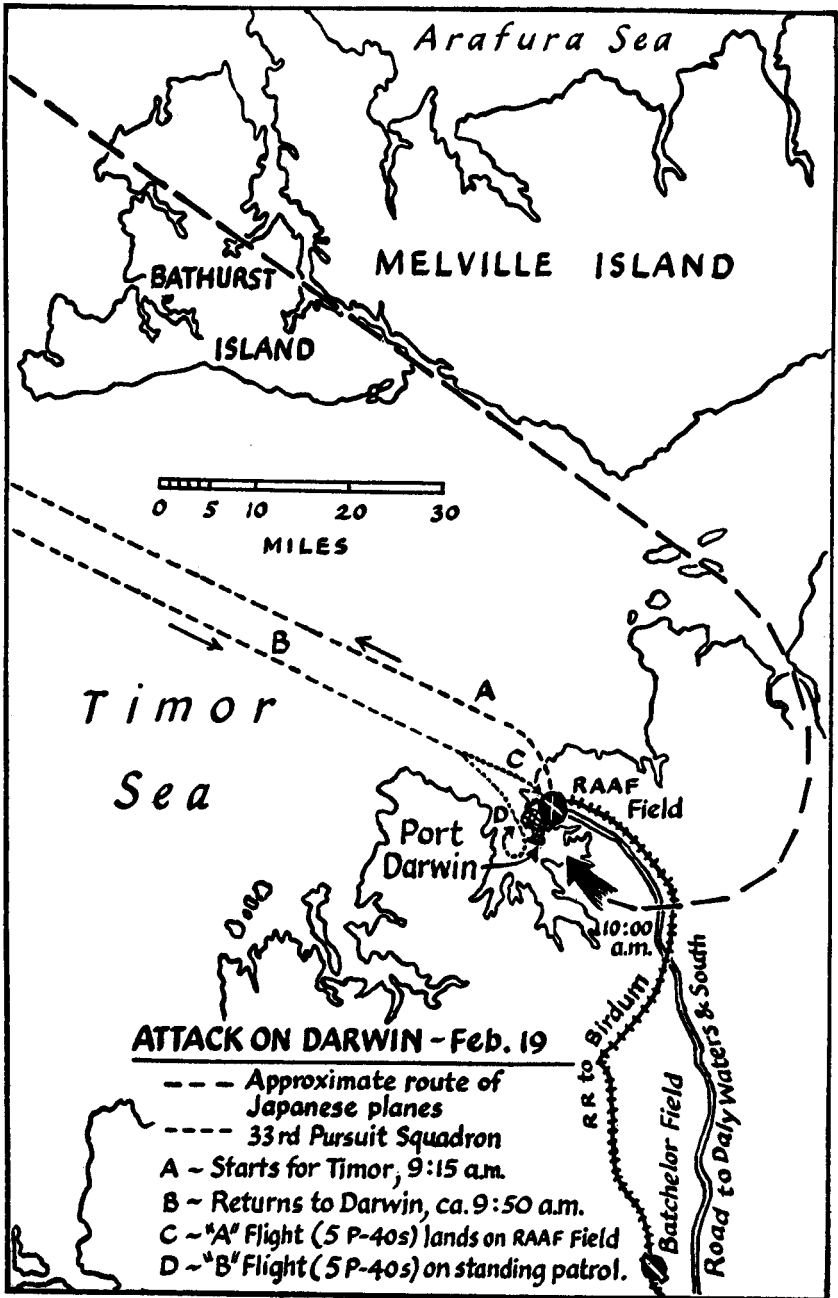 Arafura Sea
MELVILLE ISLAND
BATHURST
ISLAND
0 5 10 20 30
MILES
B
A
Timor
Sea
C
RAAF
Field
D
Port
Darwin
10:00
a.m.
RR to Birdum
Batchelor Field
Road to Daly Waters & South
ATTACK ON DARWIN - Feb. 19
Approximate route of
Japanese planes
33rd Pursuit Squadron
A ~ Starts for Timor, 9:15 a.m.
B ~ Returns to Darwin, ca. 9:50 a.m.
C ~ "A" Flight (5 P-40s) lands on RAAF Field
D ~ "B" Flight (5 P-40s) on standing patrol.